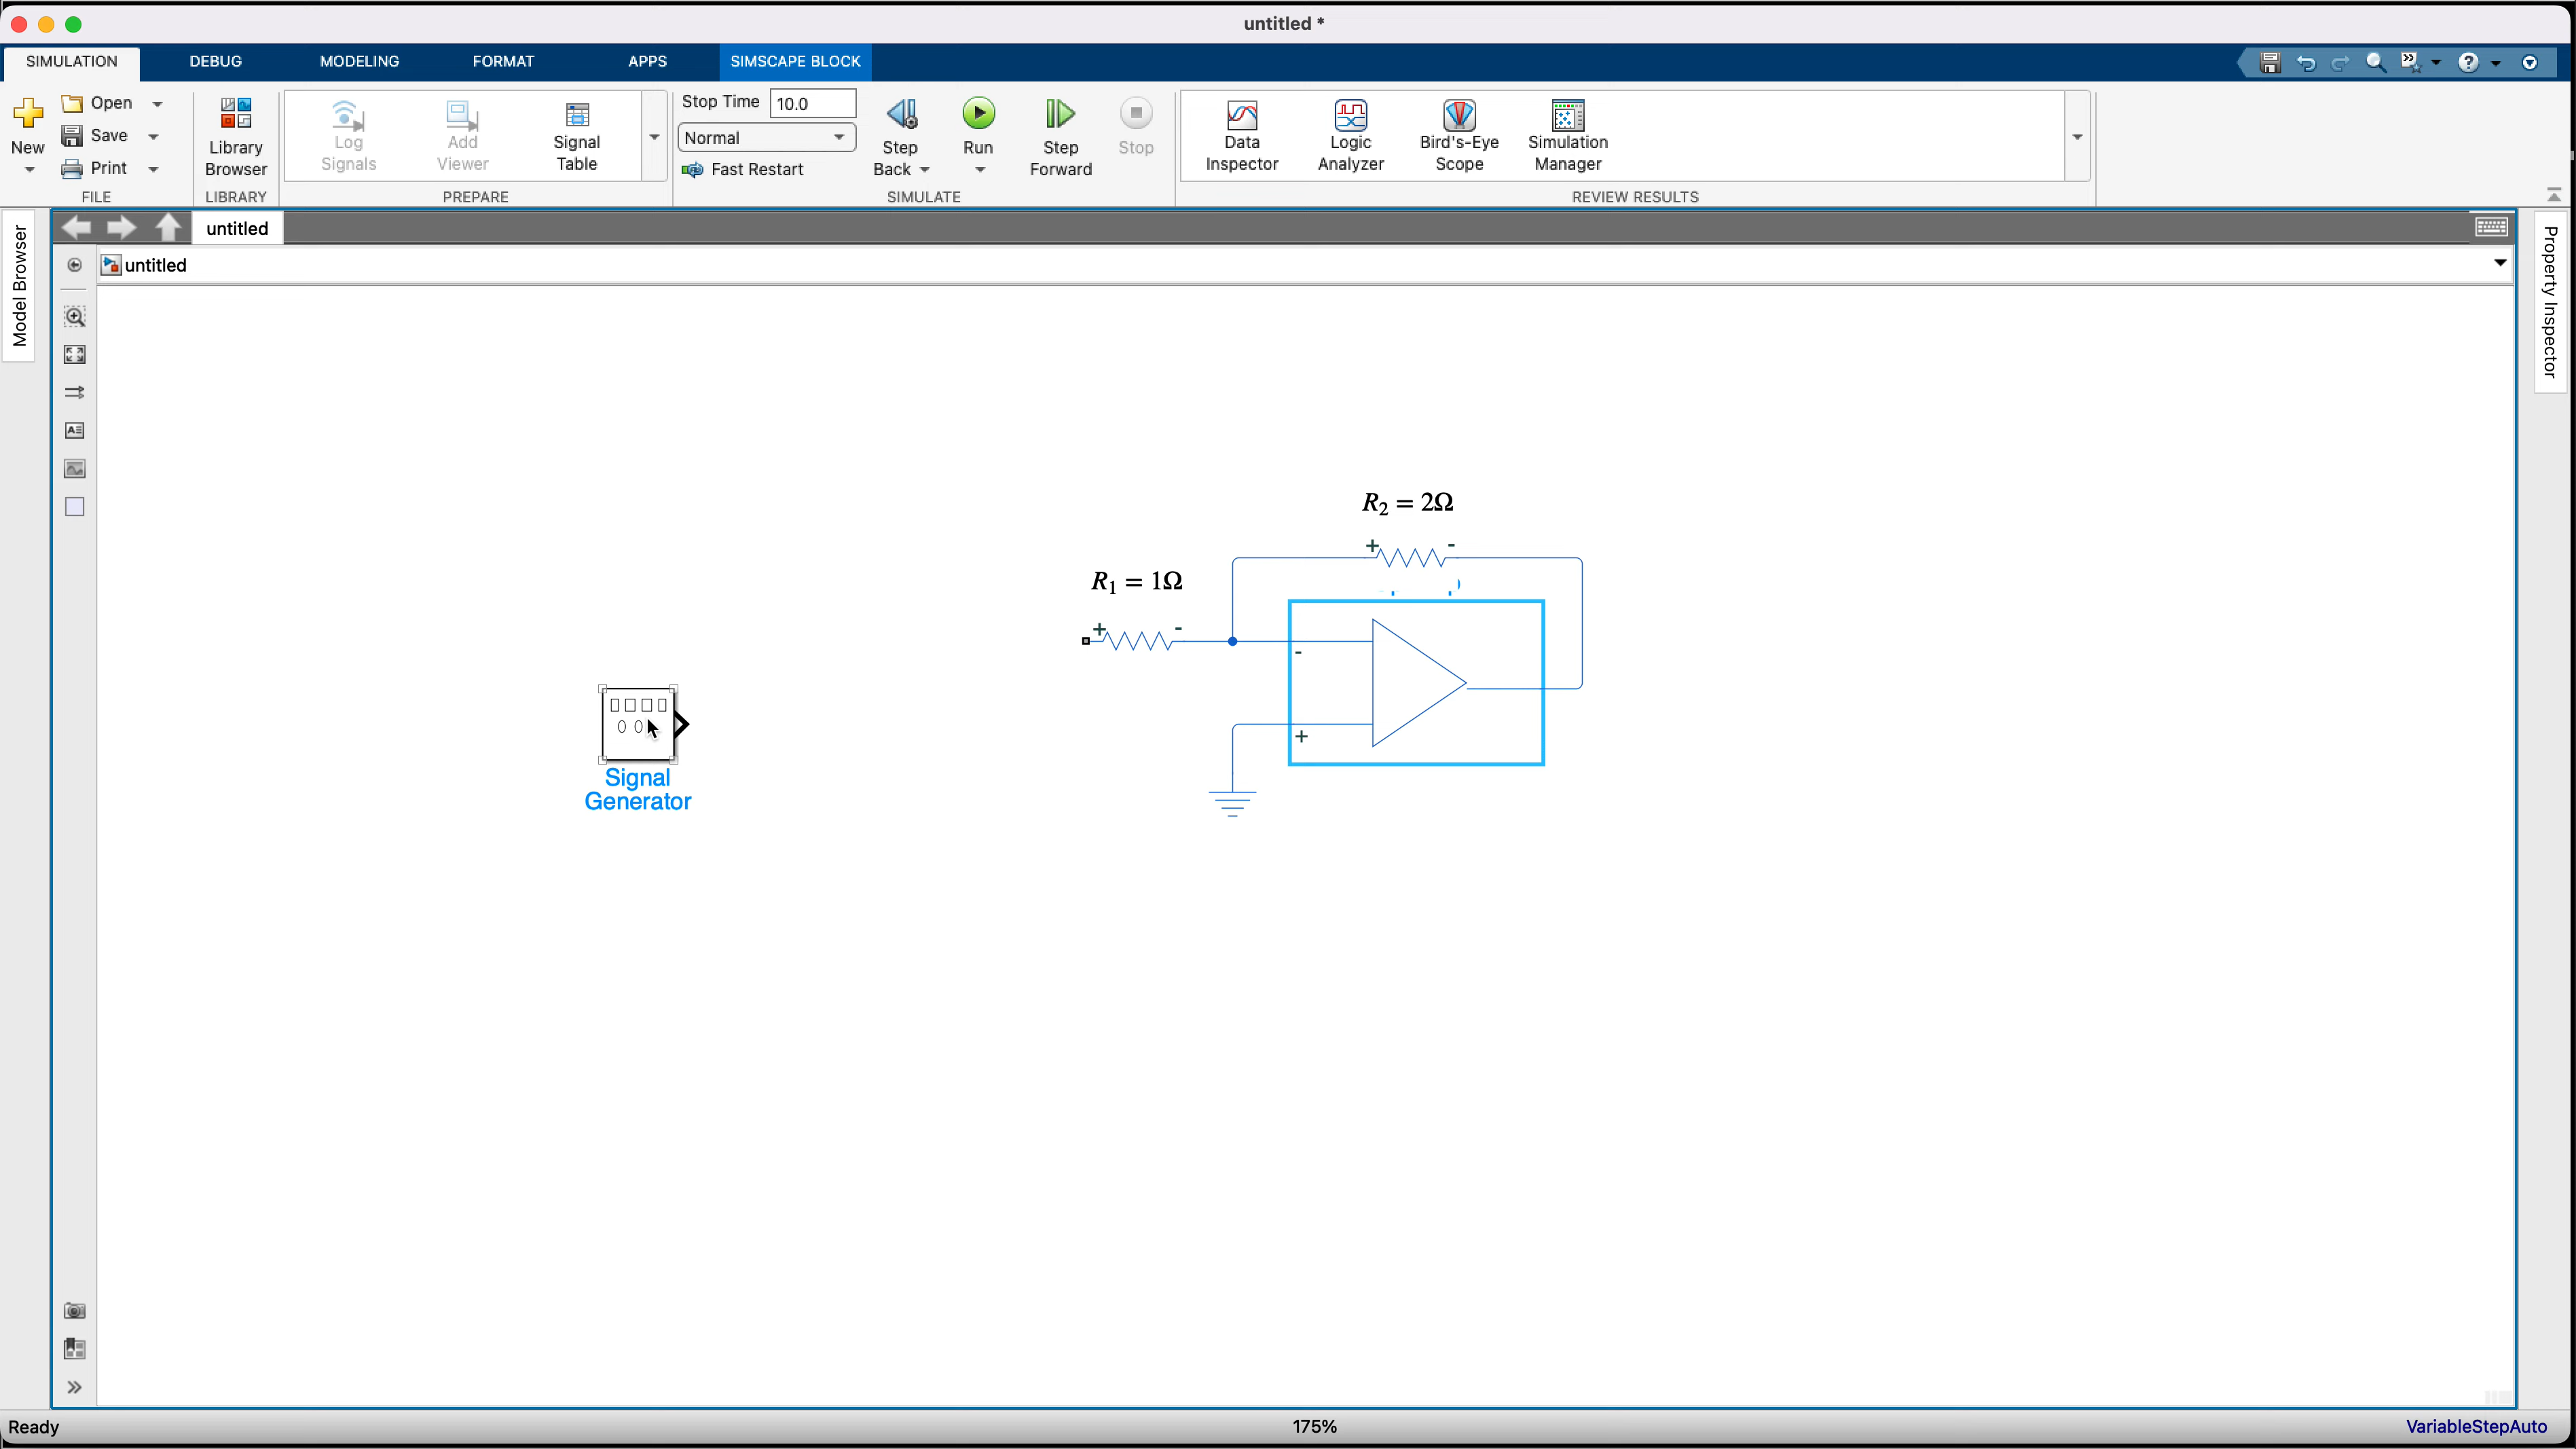 untitled *
SIMULATION DEBUG MODELING FORMAT APPS SIMSCAPE BLOCK
New
Open
Save
Print
FILE
Library
Browser
LIBRARY
Log
Signals
Add
Viewer
Signal
Table
PREPARE
Stop Time 10.0
Normal
Fast Restart
Step
Back
Run
Step
Forward
Stop
SIMULATE
Data
Inspector
Logic
Analyzer
Bird's-Eye
Scope
Simulation
Manager
REVIEW RESULTS
Model Browser
untitled
untitled
Property Inspector
R₂ = 2Ω
+ -
R₁ = 1Ω
+ -
-
+
Signal
Generator
Ready 175% VariableStepAuto